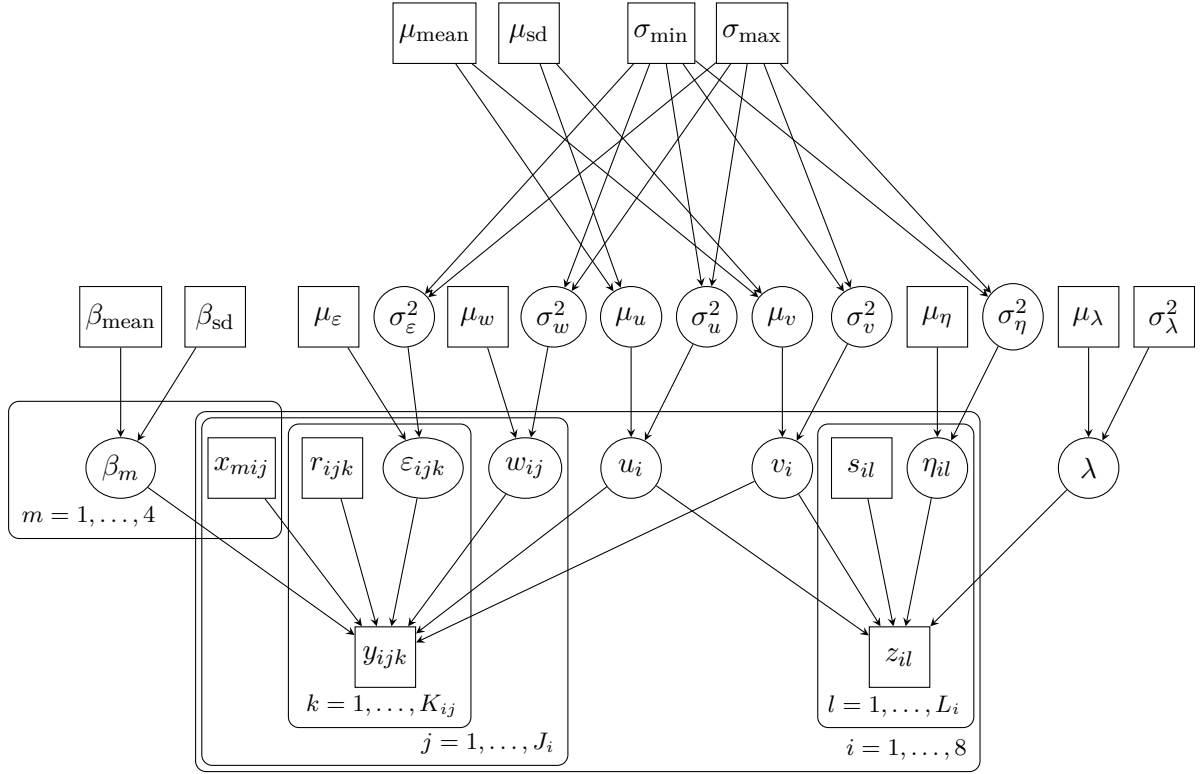 μ_mean μ_sd σ_min σ_max
β_mean β_sd μ_ε σ²_ε μ_w σ²_w μ_u σ²_u μ_v σ²_v μ_η σ²_η μ_λ σ²_λ
β_m x_mij r_ijk ε_ijk w_ij u_i v_i s_il η_il λ
m = 1, . . . , 4
y_ijk z_il
k = 1, . . . , K_ij l = 1, . . . , L_i
j = 1, . . . , J_i i = 1, . . . , 8